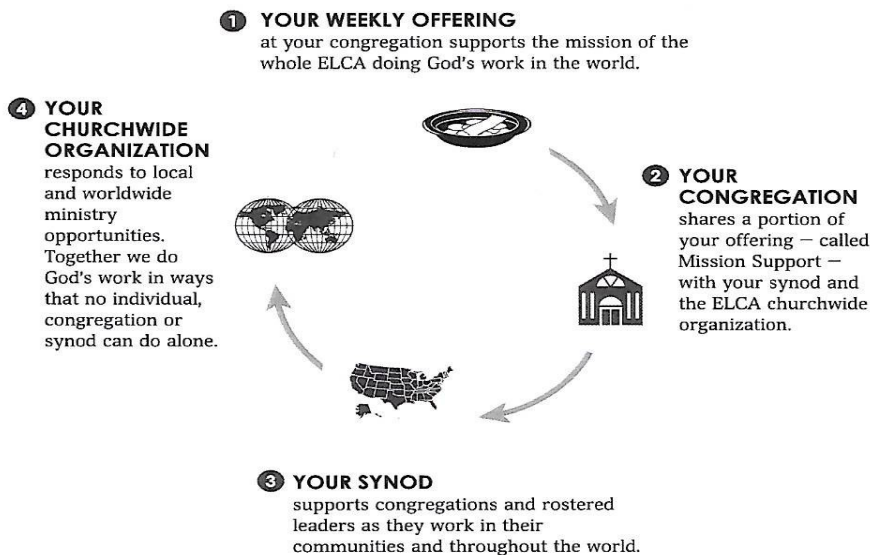 1 YOUR WEEKLY OFFERING
at your congregation supports the mission of the
whole ELCA doing God's work in the world.
2 YOUR
CONGREGATION
shares a portion of
your offering — called
Mission Support —
with your synod and
the ELCA churchwide
organization.
3 YOUR SYNOD
supports congregations and rostered
leaders as they work in their
communities and throughout the world.
4 YOUR
CHURCHWIDE
ORGANIZATION
responds to local
and worldwide
ministry
opportunities.
Together we do
God's work in ways
that no individual,
congregation or
synod can do alone.